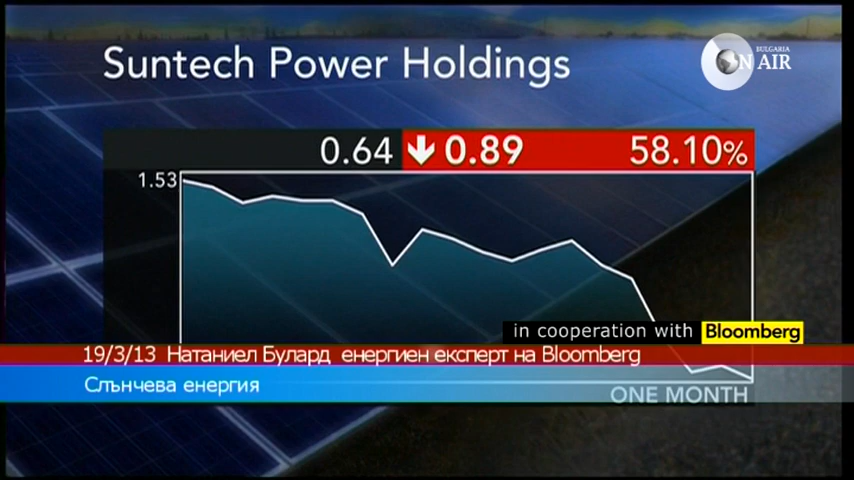 Suntech Power Holdings
BULGARIA
ON AIR
0.64 0.89 58.10%
1.53
in cooperation with Bloomberg
19/3/13 Натаниел Булард енергиен експерт на Bloomberg
Слънчева енергия
ONE MONTH